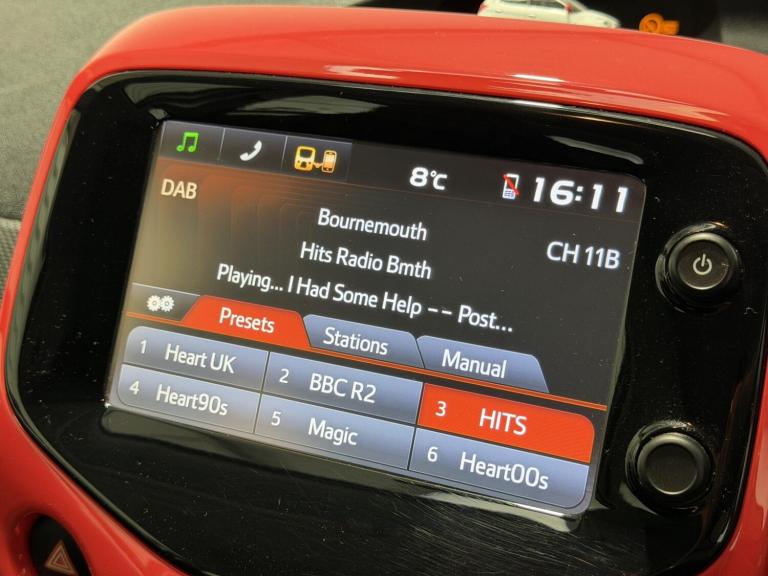 8°C 16:11
DAB
Bournemouth
CH 11B
Hits Radio Bmth
Playing... I Had Some Help -- Post...
Presets Stations Manual
1 Heart UK 2 BBC R2 3 HITS
4 Heart90s 5 Magic 6 Heart00s